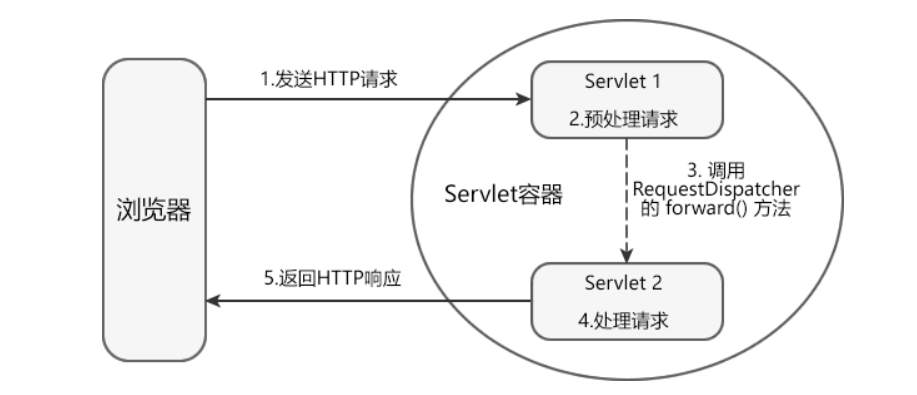 1.发送HTTP请求
Servlet 1
2.预处理请求
3. 调用
RequestDispatcher
的 forward() 方法
Servlet容器
浏览器
5.返回HTTP响应
Servlet 2
4.处理请求